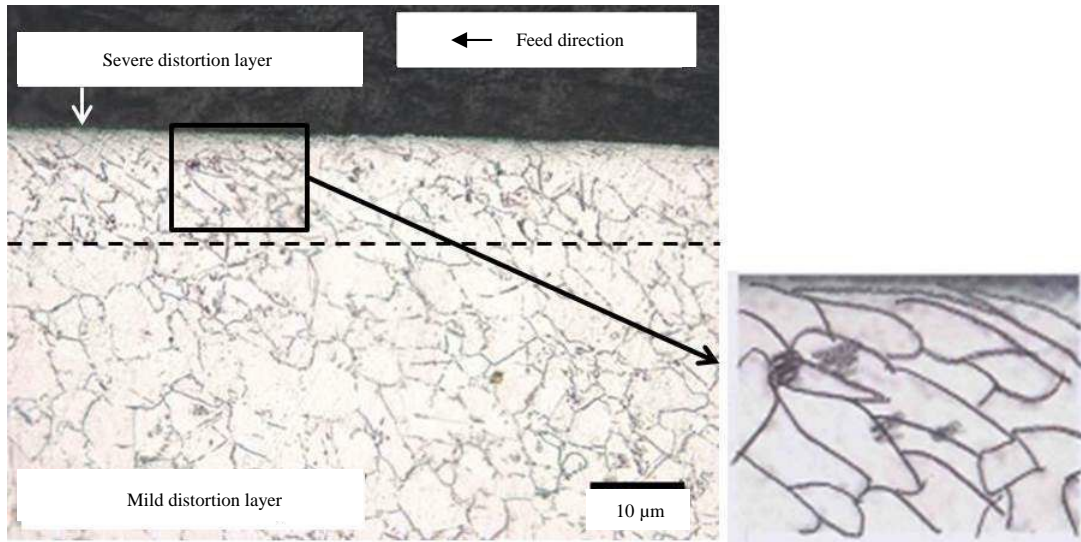 Feed direction
Severe distortion layer
Mild distortion layer
10 μm